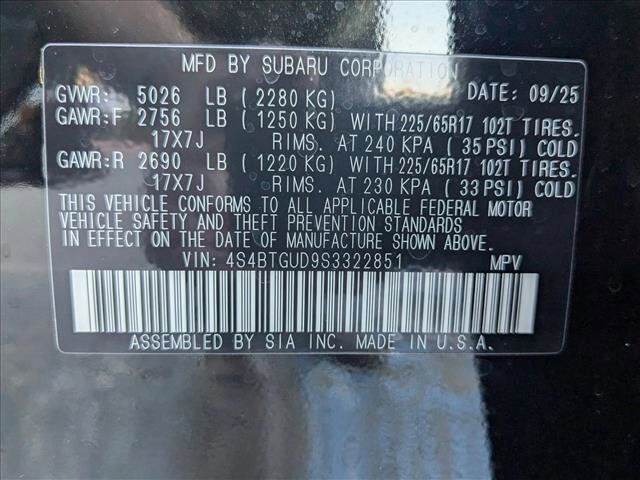 MFD BY SUBARU CORPORATION
GVWR: 5026 LB (2280 KG) DATE: 09/25
GAWR:F 2756 LB (1250 KG) WITH 225/65R17 102T TIRES.
17X7J RIMS. AT 240 KPA (35 PSI) COLD
GAWR:R 2690 LB (1220 KG) WITH 225/65R17 102T TIRES.
17X7J RIMS. AT 230 KPA (33 PSI) COLD
THIS VEHICLE CONFORMS TO ALL APPLICABLE FEDERAL MOTOR
VEHICLE SAFETY AND THEFT PREVENTION STANDARDS
IN EFFECT ON THE DATE OF MANUFACTURE SHOWN ABOVE.
VIN: 4S4BTGUD9S3322851 MPV
ASSEMBLED BY SIA INC. MADE IN U.S.A.